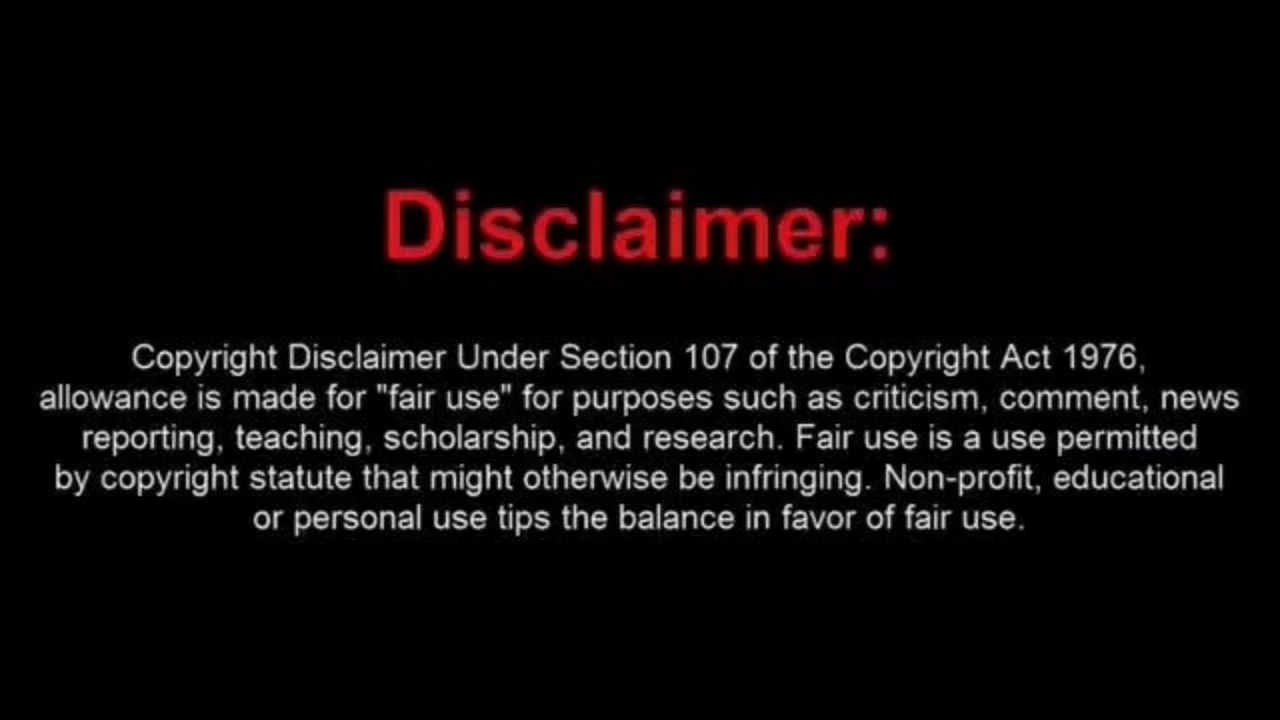 Disclaimer:
Copyright Disclaimer Under Section 107 of the Copyright Act 1976,
allowance is made for "fair use" for purposes such as criticism, comment, news
reporting, teaching, scholarship, and research. Fair use is a use permitted
by copyright statute that might otherwise be infringing. Non-profit, educational
or personal use tips the balance in favor of fair use.